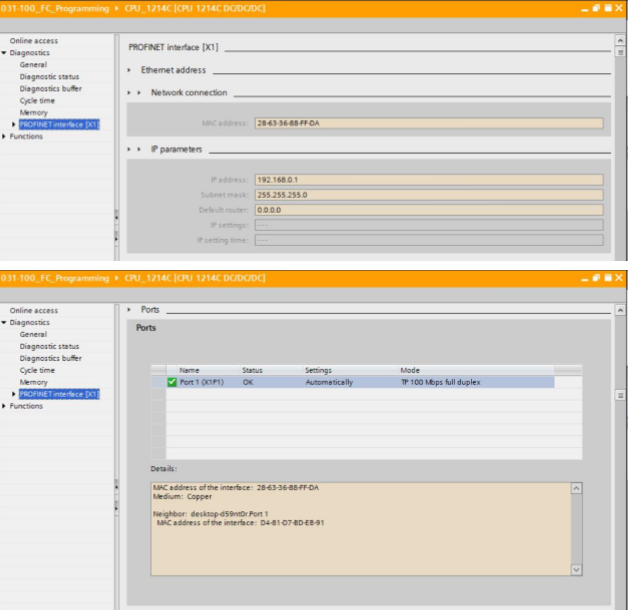 031-100_FC_Programming ▸ CPU_1214C [CPU 1214C DC/DC/DC]
Online access
Diagnostics
General
Diagnostic status
Diagnostics buffer
Cycle time
Memory
PROFINET interface [X1]
Functions
PROFINET interface [X1]
Ethernet address
Network connection
MAC address: 28-63-36-88-FF-DA
IP parameters
IP address: 192.168.0.1
Subnet mask: 255.255.255.0
Default router: 0.0.0.0
IP settings: ---
IP setting time: ---
031-100_FC_Programming ▸ CPU_1214C [CPU 1214C DC/DC/DC]
Online access
Diagnostics
General
Diagnostic status
Diagnostics buffer
Cycle time
Memory
PROFINET interface [X1]
Functions
Ports
Ports
Name Status Settings Mode
Port 1 (X1P1) OK Automatically TP 100 Mbps full duplex
Details:
MAC address of the interface: 28-63-36-88-FF-DA
Medium: Copper
Neighbor: desktop-d59nt0r.Port 1
MAC address of the interface: D4-81-D7-BD-EB-91